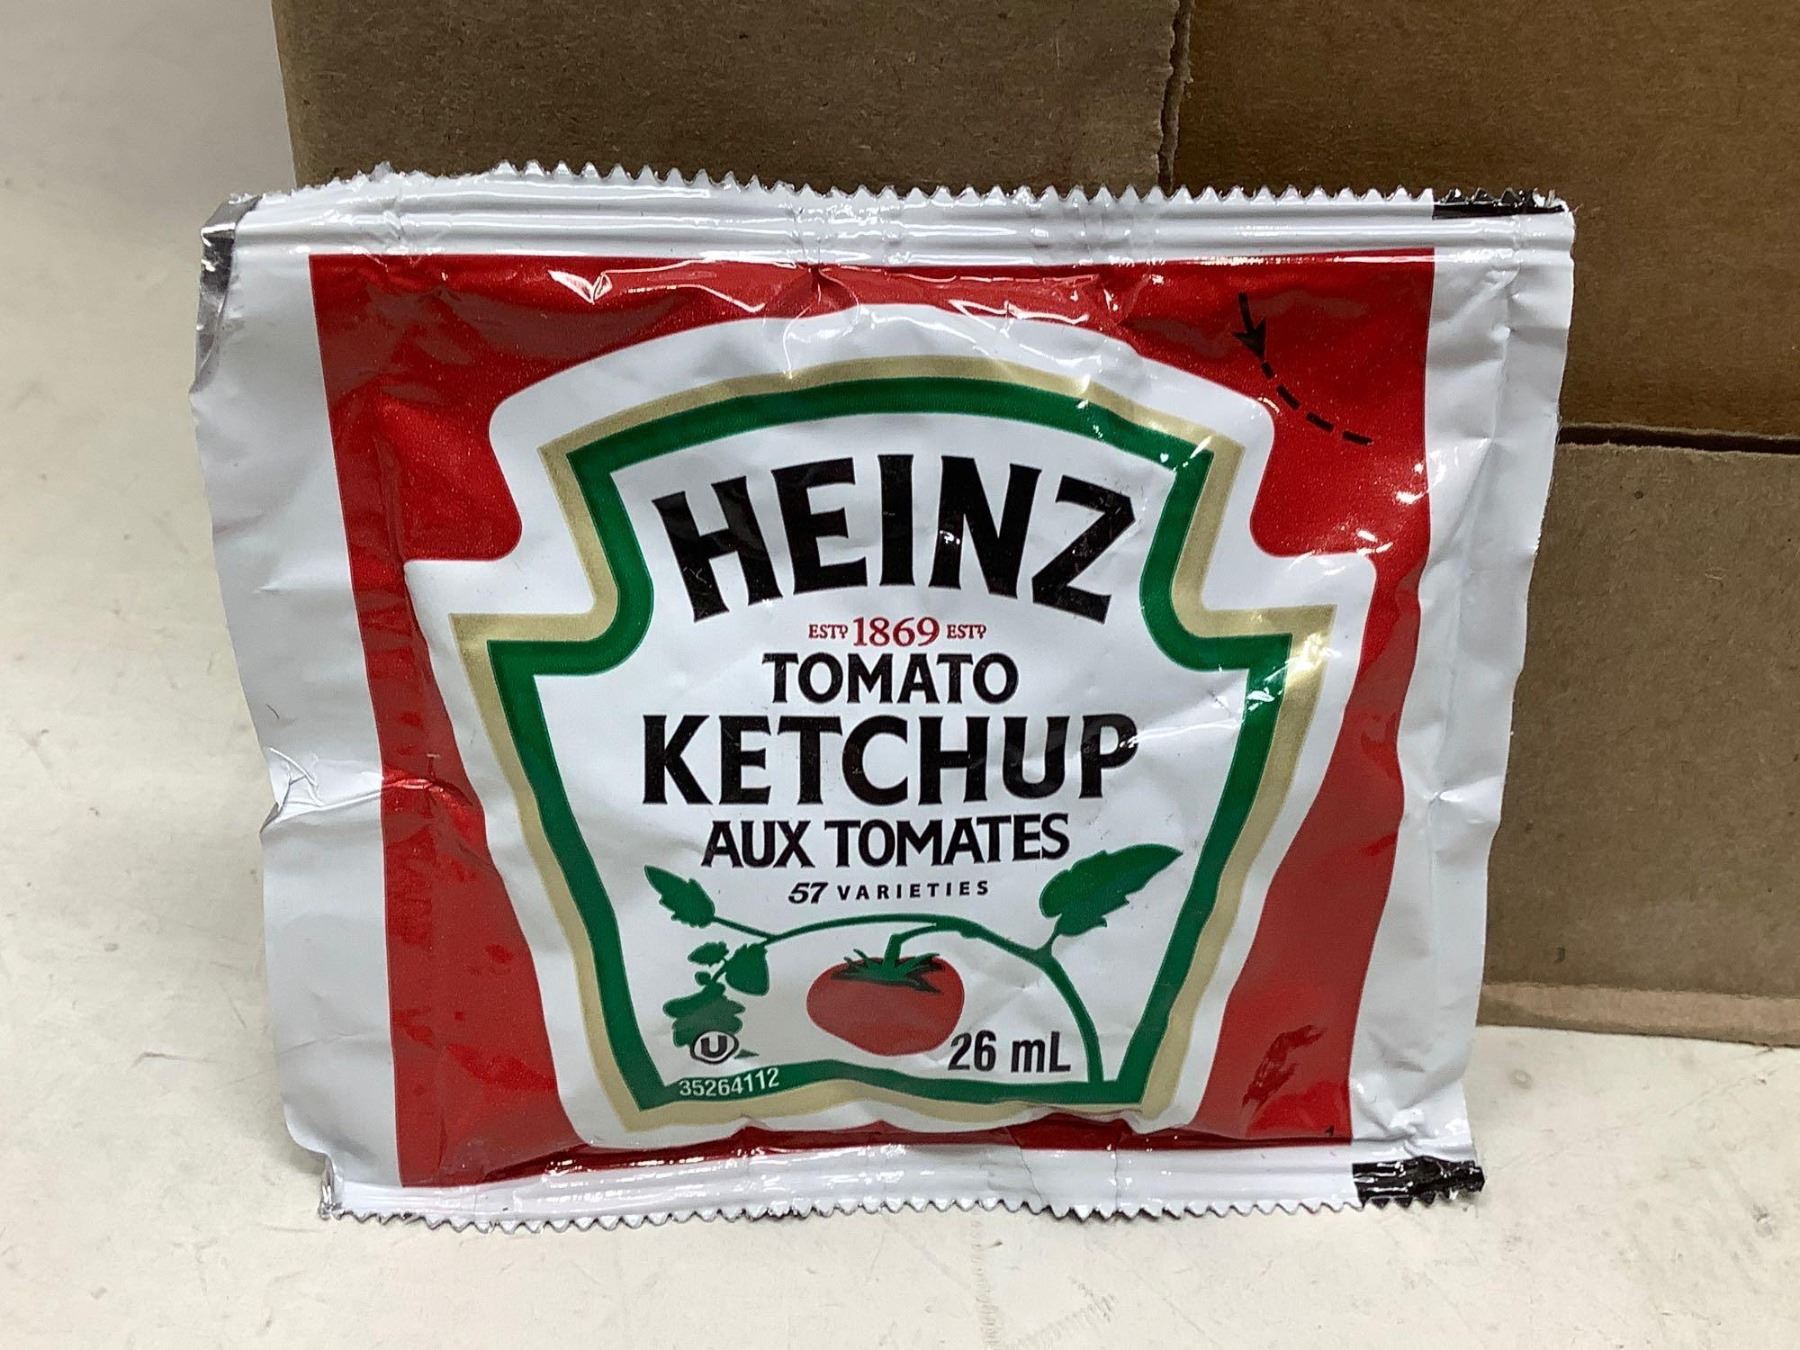 HEINZ
ESTD 1869 ESTD
TOMATO
KETCHUP
AUX TOMATES
57 VARIETIES
26 mL
U
35264112